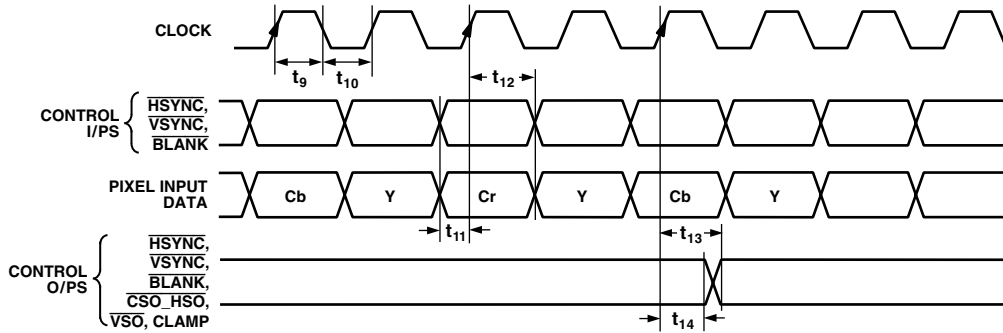 CLOCK
t9
t10
t12
CONTROL I/PS
HSYNC,
VSYNC,
BLANK
PIXEL INPUT DATA
Cb Y Cr Y Cb Y
t11
t13
CONTROL O/PS
HSYNC,
VSYNC,
BLANK,
CSO_HSO,
VSO, CLAMP
t14